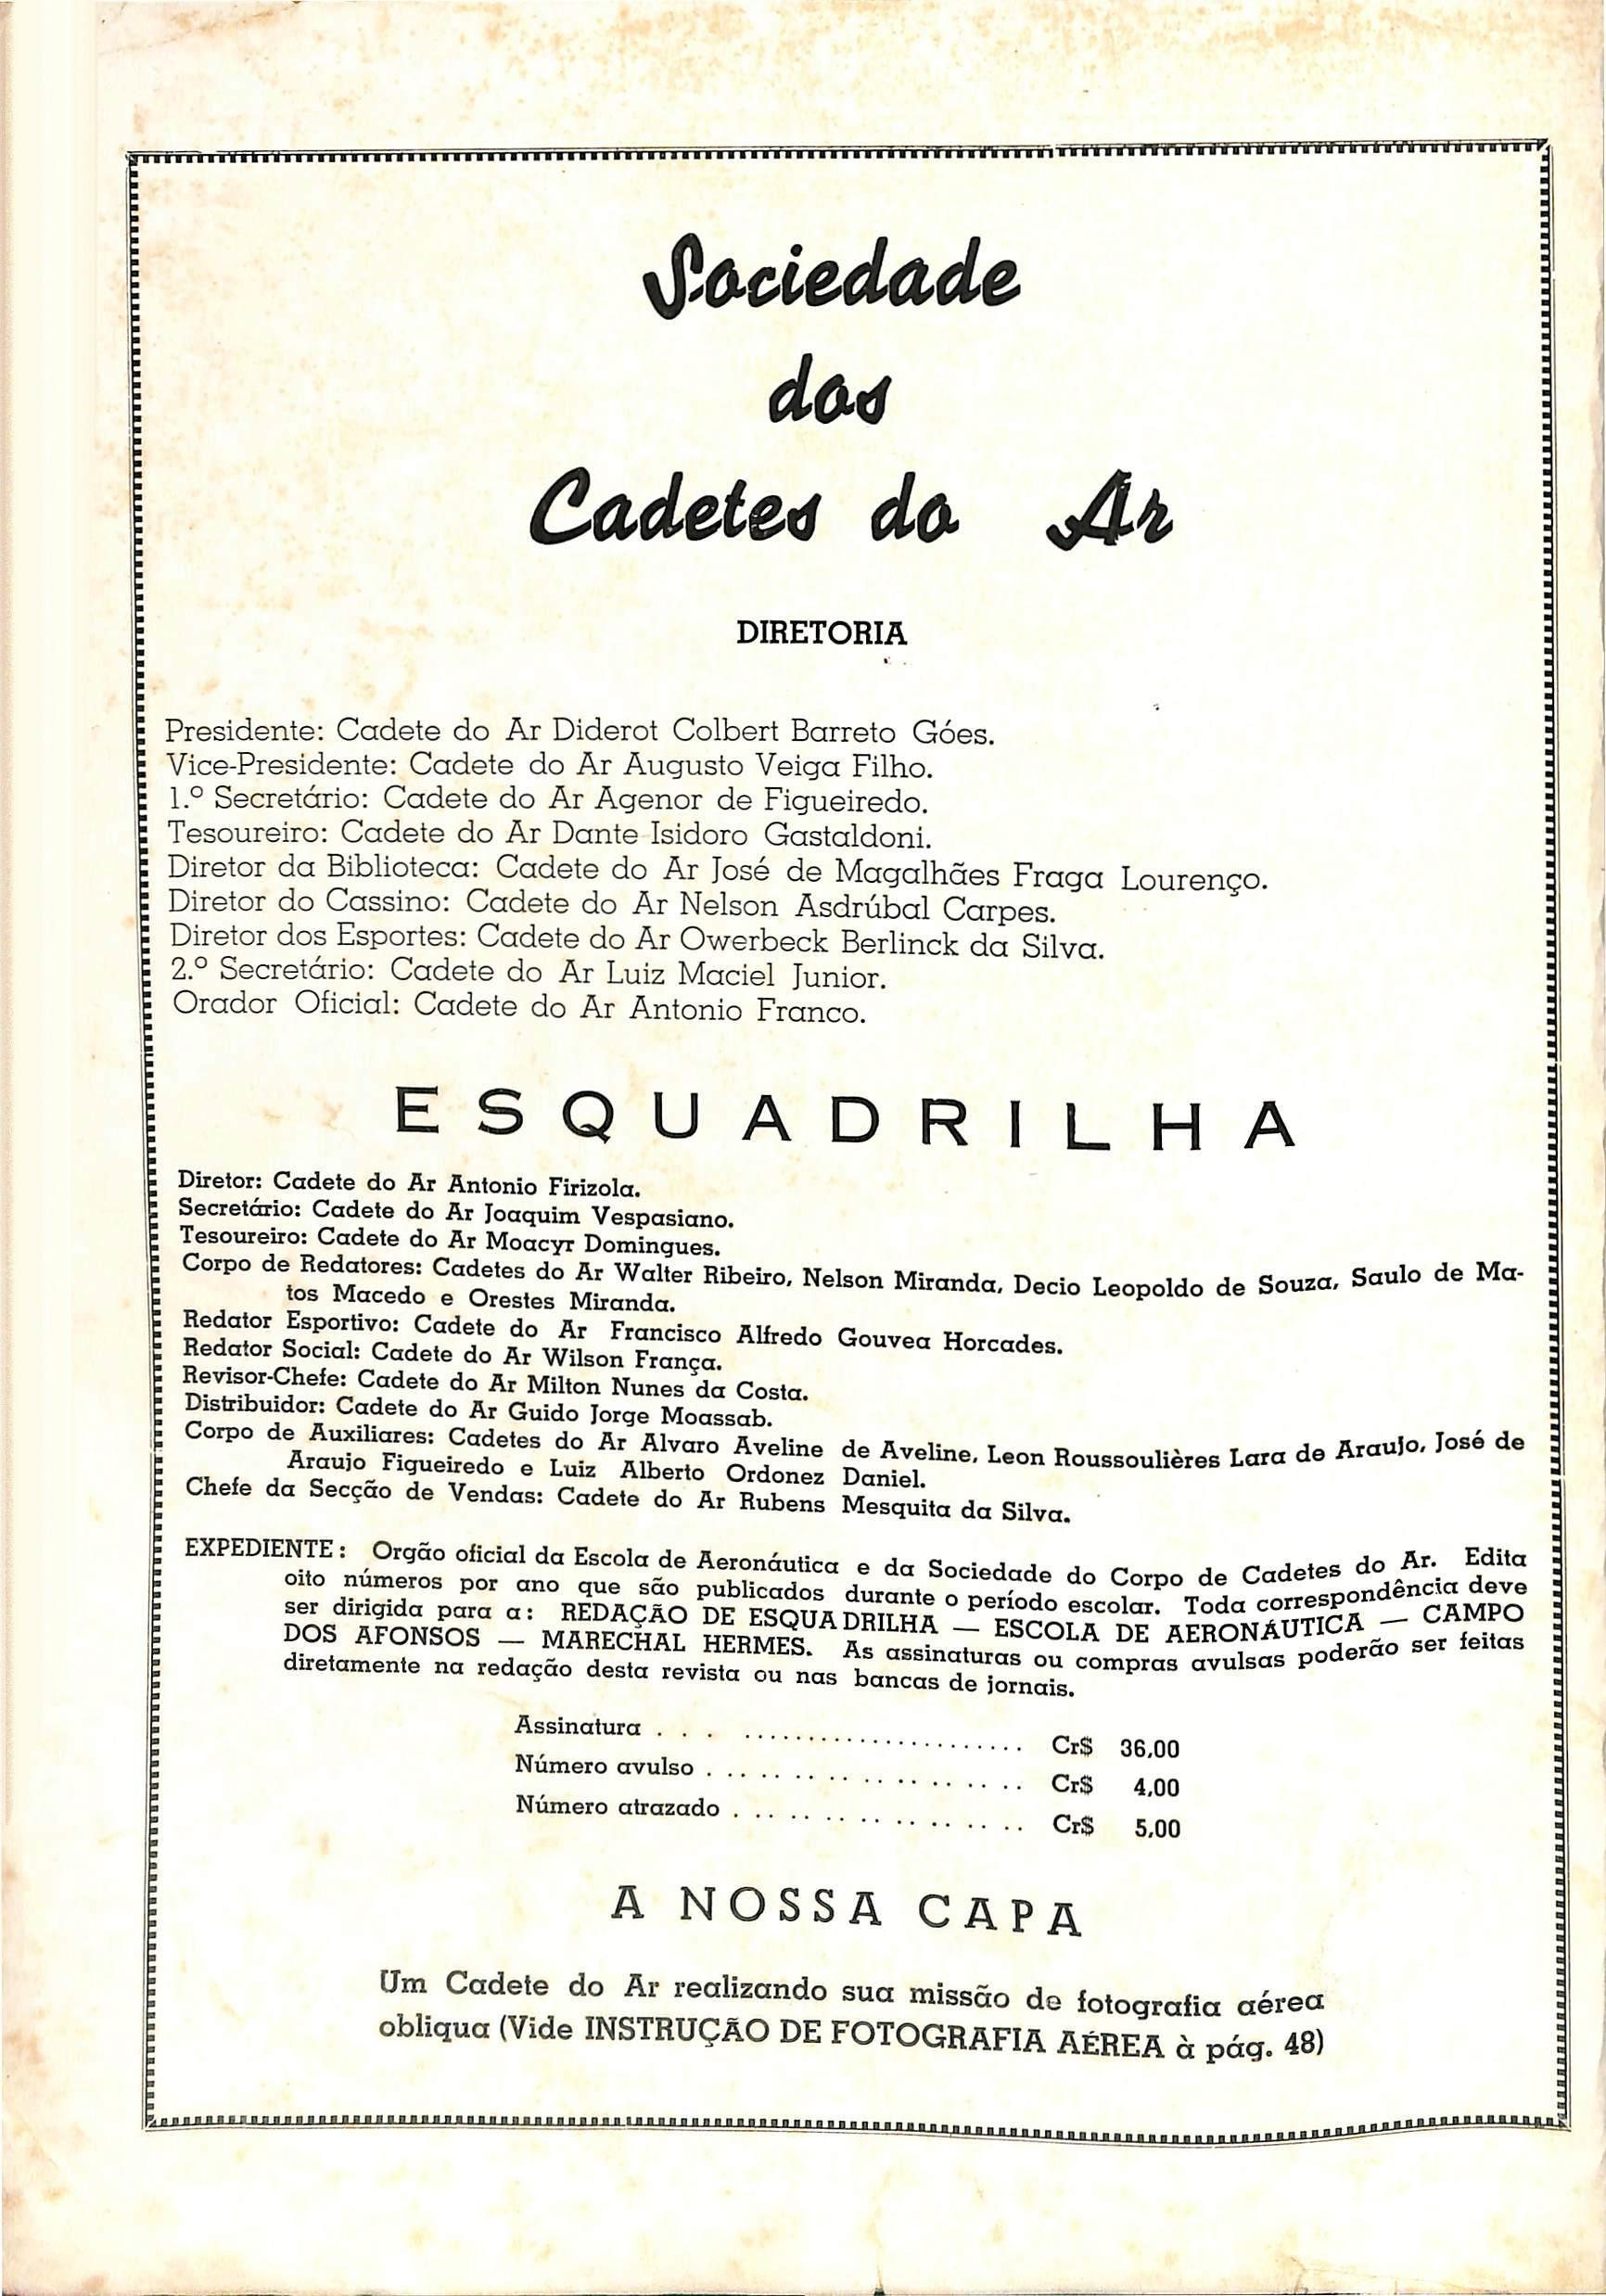 Sociedade
dos
Cadetes do Ar
DIRETORIA
Presidente: Cadete do Ar Diderot Colbert Barreto Góes.
Vice-Presidente: Cadete do Ar Augusto Veiga Filho.
1.º Secretário: Cadete do Ar Agenor de Figueiredo.
Tesoureiro: Cadete do Ar Dante Isidoro Gastaldoni.
Diretor da Biblioteca: Cadete do Ar José de Magalhães Fraga Lourenço.
Diretor do Cassino: Cadete do Ar Nelson Asdrúbal Carpes.
Diretor dos Esportes: Cadete do Ar Owerbeck Berlinck da Silva.
2.º Secretário: Cadete do Ar Luiz Maciel Junior.
Orador Oficial: Cadete do Ar Antonio Franco.
ESQUADRILHA
Diretor: Cadete do Ar Antonio Firizola.
Secretário: Cadete do Ar Joaquim Vespasiano.
Tesoureiro: Cadete do Ar Moacyr Domingues.
Corpo de Redatores: Cadetes do Ar Walter Ribeiro, Nelson Miranda, Decio Leopoldo de Souza, Saulo de Ma-
tos Macedo e Orestes Miranda.
Redator Esportivo: Cadete do Ar Francisco Alfredo Gouvea Horcades.
Redator Social: Cadete do Ar Wilson França.
Revisor-Chefe: Cadete do Ar Milton Nunes da Costa.
Distribuidor: Cadete do Ar Guido Jorge Moassab.
Corpo de Auxiliares: Cadetes do Ar Alvaro Aveline de Aveline, Leon Roussoulières Lara de Araujo, José de
Araujo Figueiredo e Luiz Alberto Ordonez Daniel.
Chefe da Secção de Vendas: Cadete do Ar Rubens Mesquita da Silva.
EXPEDIENTE: Orgão oficial da Escola de Aeronáutica e da Sociedade do Corpo de Cadetes do Ar. Edita
oito números por ano que são publicados durante o período escolar. Toda correspondência deve
ser dirigida para a: REDAÇÃO DE ESQUADRILHA — ESCOLA DE AERONÁUTICA — CAMPO
DOS AFONSOS — MARECHAL HERMES. As assinaturas ou compras avulsas poderão ser feitas
diretamente na redação desta revista ou nas bancas de jornais.
Assinatura . . . ...................... Cr$ 36,00
Número avulso . .. .. .. .. .. .. .. .. .. Cr$ 4,00
Número atrazado . .. .. .. .. .. .. .. .. Cr$ 5,00
A NOSSA CAPA
Um Cadete do Ar realizando sua missão de fotografia aérea
obliqua (Vide INSTRUÇÃO DE FOTOGRAFIA AÉREA à pág. 48)